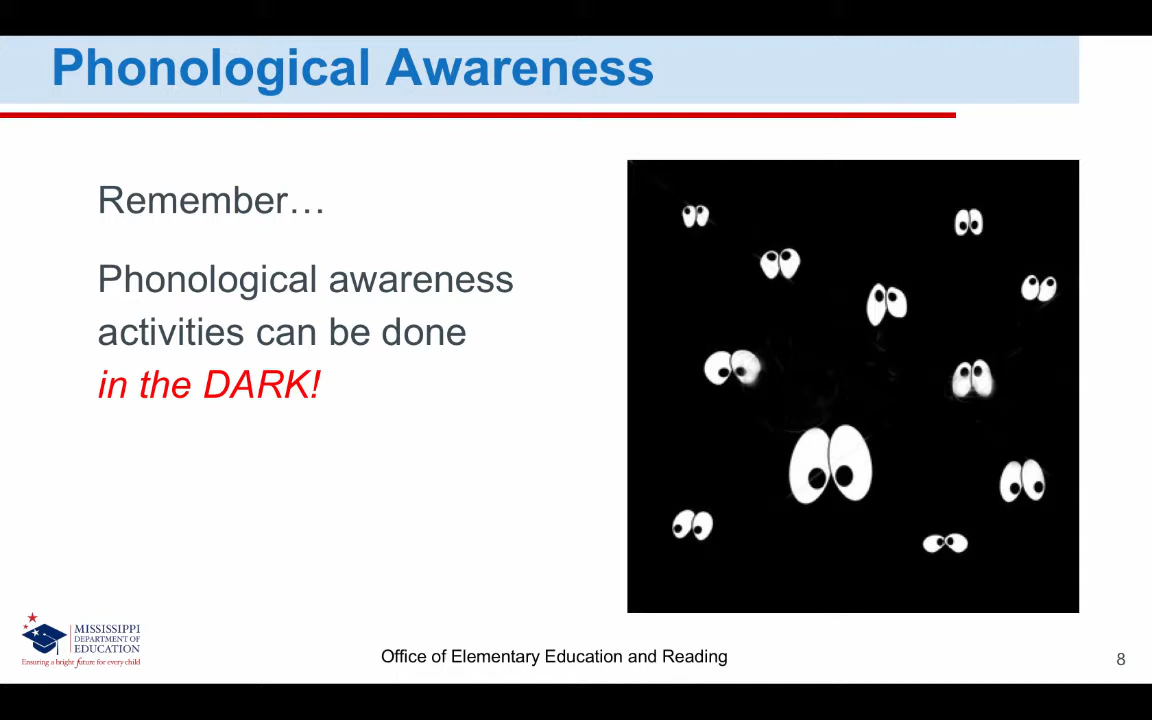 Phonological Awareness
Remember…
Phonological awareness
activities can be done
in the DARK!
MISSISSIPPI
DEPARTMENT OF
EDUCATION
Ensuring a bright future for every child
Office of Elementary Education and Reading
8